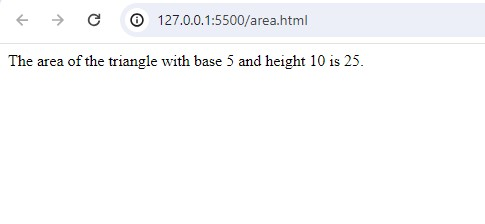 127.0.0.1:5500/area.html
The area of the triangle with base 5 and height 10 is 25.